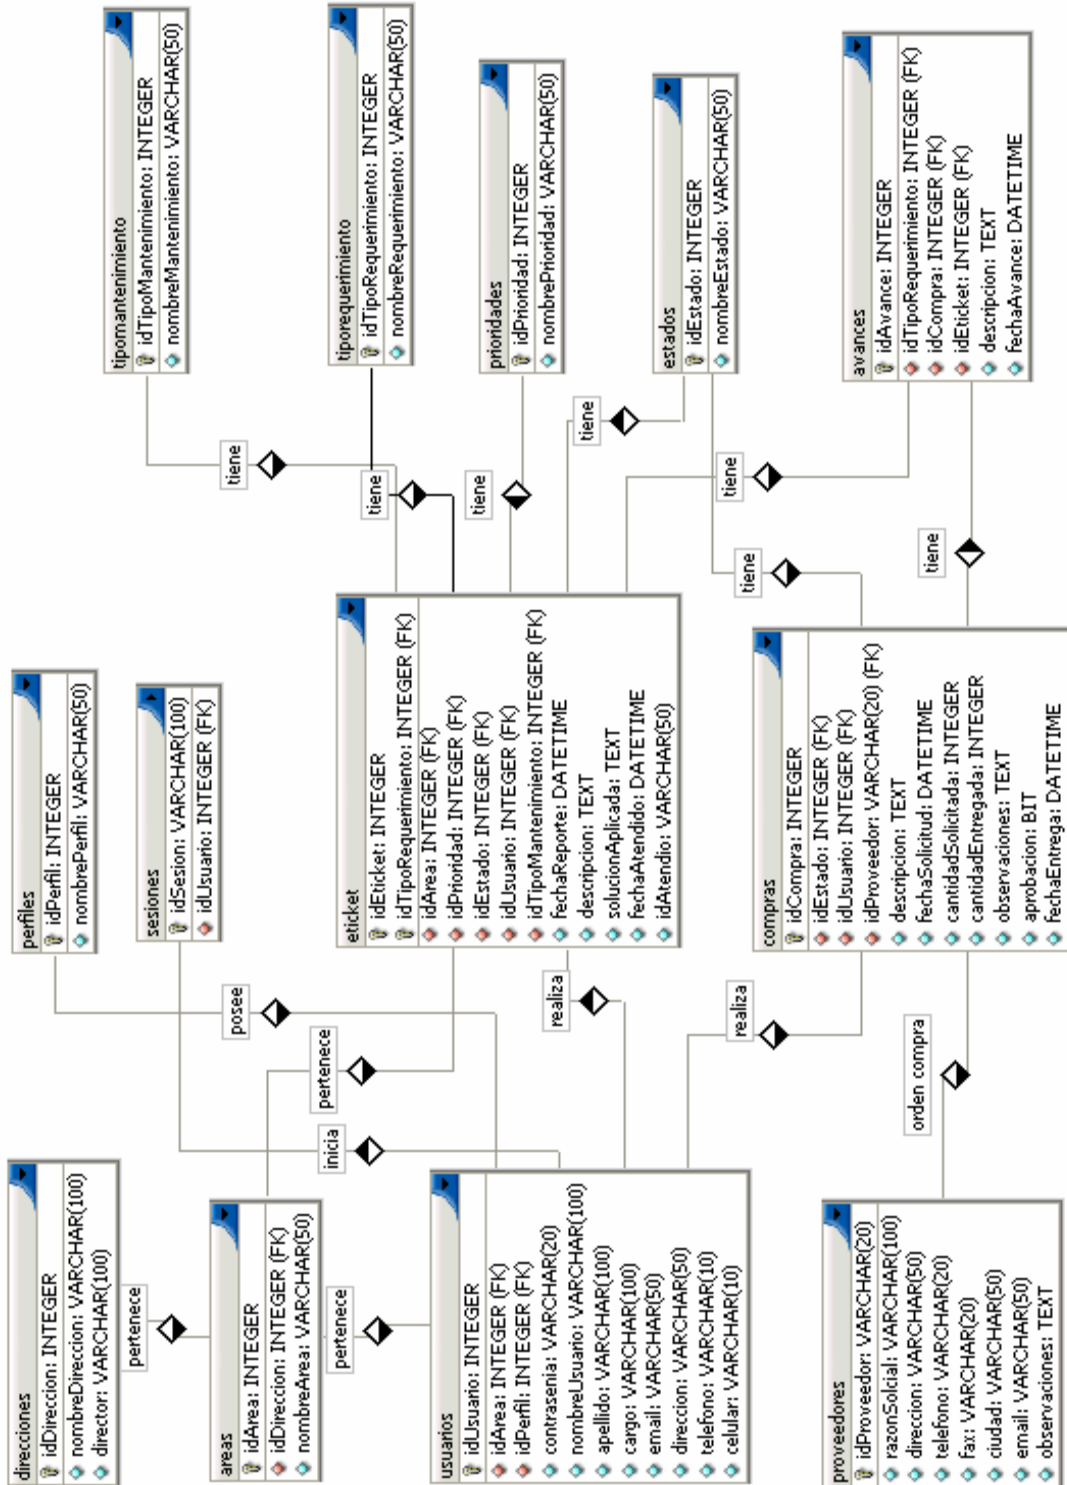 proveedores
idProveedor: VARCHAR(20)
razonSolcial: VARCHAR(100)
direccion: VARCHAR(50)
telefono: VARCHAR(20)
fax: VARCHAR(20)
ciudad: VARCHAR(50)
email: VARCHAR(50)
observaciones: TEXT
usuarios
idUsuario: INTEGER
idArea: INTEGER (FK)
idPerfil: INTEGER (FK)
contrasenia: VARCHAR(20)
nombreUsuario: VARCHAR(100)
apellido: VARCHAR(100)
cargo: VARCHAR(100)
email: VARCHAR(50)
direccion: VARCHAR(50)
telefono: VARCHAR(10)
celular: VARCHAR(10)
pertenece
areas
idArea: INTEGER
idDireccion: INTEGER (FK)
nombreArea: VARCHAR(50)
pertenece
direcciones
idDireccion: INTEGER
nombreDireccion: VARCHAR(100)
director: VARCHAR(100)
orden compra
realiza
realiza
inicia
pertenece
posee
compras
idCompra: INTEGER
idEstado: INTEGER (FK)
idUsuario: INTEGER (FK)
idProveedor: VARCHAR(20) (FK)
descripcion: TEXT
fechaSolicitud: DATETIME
cantidadSolicitada: INTEGER
cantidadEntregada: INTEGER
observaciones: TEXT
aprobacion: BIT
fechaEntrega: DATETIME
eticket
idEticket: INTEGER
idTipoRequerimiento: INTEGER (FK)
idArea: INTEGER (FK)
idPrioridad: INTEGER (FK)
idEstado: INTEGER (FK)
idUsuario: INTEGER (FK)
idTipoMantenimiento: INTEGER (FK)
fechaReporte: DATETIME
descripcion: TEXT
solucionAplicada: TEXT
fechaAtendido: DATETIME
idAtendio: VARCHAR(50)
sesiones
idSesion: VARCHAR(100)
idUsuario: INTEGER (FK)
perfiles
idPerfil: INTEGER
nombrePerfil: VARCHAR(50)
tiene
tiene
tiene
tiene
tiene
tiene
tiene
avances
idAvance: INTEGER
idTipoRequerimiento: INTEGER (FK)
idCompra: INTEGER (FK)
idEticket: INTEGER (FK)
descripcion: TEXT
fechaAvance: DATETIME
estados
idEstado: INTEGER
nombreEstado: VARCHAR(50)
prioridades
idPrioridad: INTEGER
nombrePrioridad: VARCHAR(50)
tiporequerimiento
idTipoRequerimiento: INTEGER
nombreRequerimiento: VARCHAR(50)
tipomantenimiento
idTipoMantenimiento: INTEGER
nombreMantenimiento: VARCHAR(50)